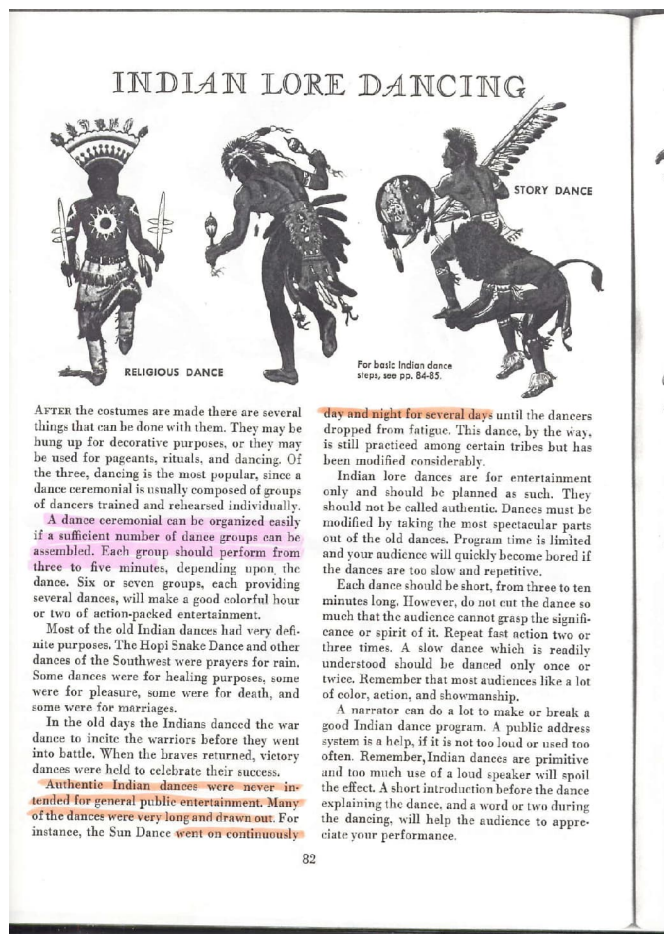 INDIAN LORE DANCING
STORY DANCE
RELIGIOUS DANCE
For basic Indian dance
steps, see pp. 84-85.
AFTER the costumes are made there are several
things that can be done with them. They may be
hung up for decorative purposes, or they may
be used for pageants, rituals, and dancing. Of
the three, dancing is the most popular, since a
dance ceremonial is usually composed of groups
of dancers trained and rehearsed individually.
A dance ceremonial can be organized easily
if a sufficient number of dance groups can be
assembled. Each group should perform from
three to five minutes, depending upon the
dance. Six or seven groups, each providing
several dances, will make a good colorful hour
or two of action-packed entertainment.
Most of the old Indian dances had very defi-
nite purposes. The Hopi Snake Dance and other
dances of the Southwest were prayers for rain.
Some dances were for healing purposes, some
were for pleasure, some were for death, and
some were for marriages.
In the old days the Indians danced the war
dance to incite the warriors before they went
into battle. When the braves returned, victory
dances were held to celebrate their success.
Authentic Indian dances were never in-
tended for general public entertainment. Many
of the dances were very long and drawn out. For
instance, the Sun Dance went on continuously
day and night for several days until the dancers
dropped from fatigue. This dance, by the way,
is still practiced among certain tribes but has
been modified considerably.
Indian lore dances are for entertainment
only and should be planned as such. They
should not be called authentic. Dances must be
modified by taking the most spectacular parts
out of the old dances. Program time is limited
and your audience will quickly become bored if
the dances are too slow and repetitive.
Each dance should be short, from three to ten
minutes long. However, do not cut the dance so
much that the audience cannot grasp the signifi-
cance or spirit of it. Repeat fast action two or
three times. A slow dance which is readily
understood should be danced only once or
twice. Remember that most audiences like a lot
of color, action, and showmanship.
A narrator can do a lot to make or break a
good Indian dance program. A public address
system is a help, if it is not too loud or used too
often. Remember, Indian dances are primitive
and too much use of a loud speaker will spoil
the effect. A short introduction before the dance
explaining the dance, and a word or two during
the dancing, will help the audience to appre-
ciate your performance.
82